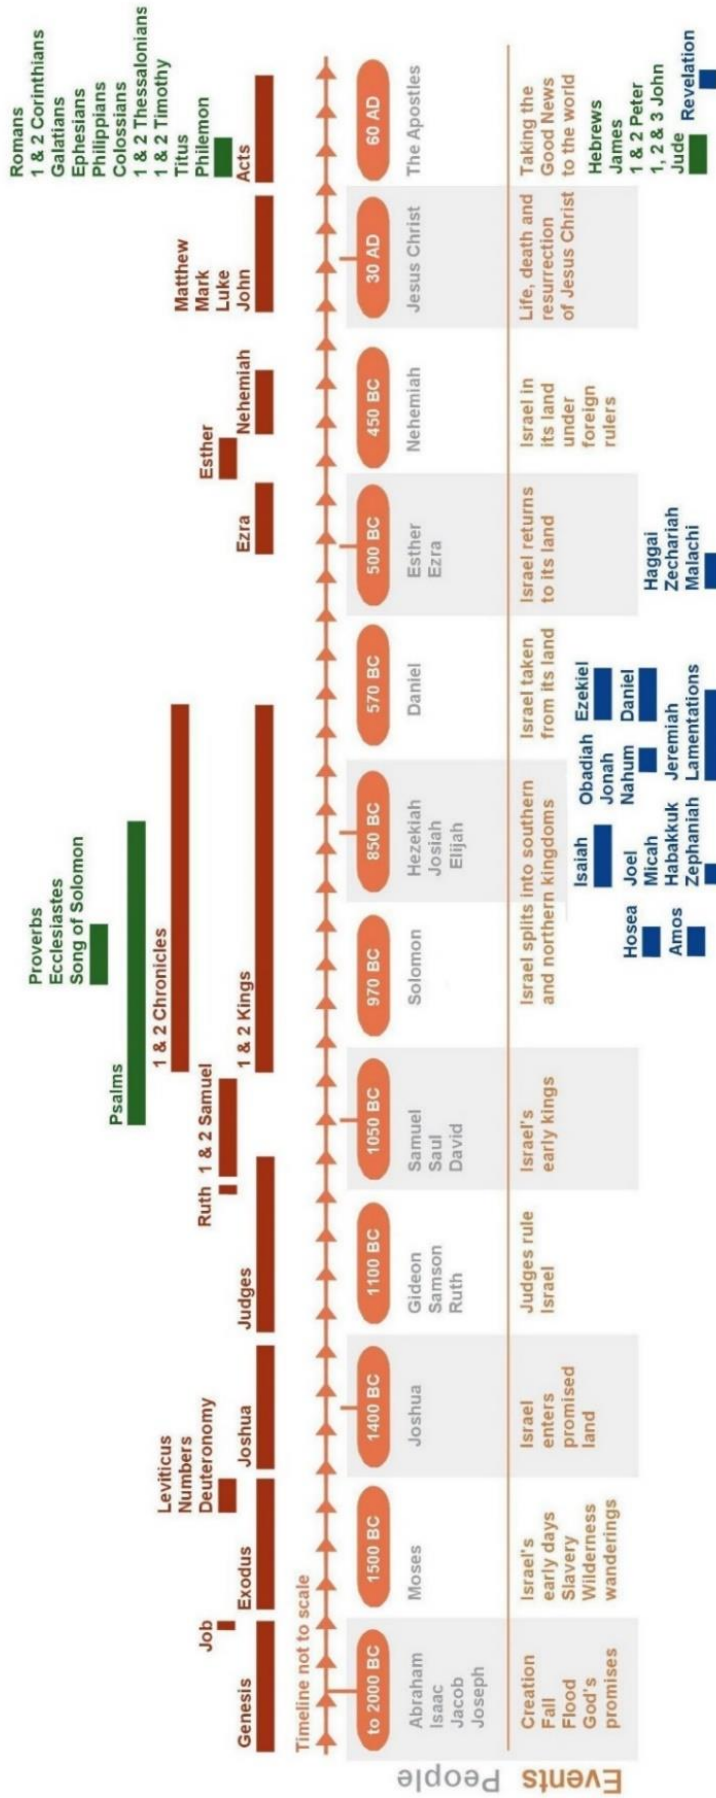 Romans
1 & 2 Corinthians
Galatians
Ephesians
Philippians
Colossians
1 & 2 Thessalonians
1 & 2 Timothy
Titus
Philemon
Acts
Matthew
Mark
Luke
John
Esther
Nehemiah
Ezra
Proverbs
Ecclesiastes
Song of Solomon
Psalms
1 & 2 Chronicles
Ruth
1 & 2 Samuel
1 & 2 Kings
Judges
Leviticus
Numbers
Deuteronomy
Joshua
Job
Exodus
Genesis
Timeline not to scale
to 2000 BC
1500 BC
1400 BC
1100 BC
1050 BC
970 BC
850 BC
570 BC
500 BC
450 BC
30 AD
60 AD
People
Abraham
Isaac
Jacob
Joseph
Moses
Joshua
Gideon
Samson
Ruth
Samuel
Saul
David
Solomon
Hezekiah
Josiah
Elijah
Daniel
Esther
Ezra
Nehemiah
Jesus Christ
The Apostles
Events
Creation
Fall
Flood
God's
promises
Israel's
early days
Slavery
Wilderness
wanderings
Israel
enters
promised
land
Judges rule
Israel
Israel's
early kings
Israel splits into southern
and northern kingdoms
Israel taken
from its land
Israel returns
to its land
Israel in
its land
under
foreign
rulers
Life, death and
resurrection
of Jesus Christ
Taking the
Good News
to the world
Hosea
Amos
Isaiah
Joel
Micah
Habakkuk
Zephaniah
Obadiah
Jonah
Nahum
Jeremiah
Lamentations
Ezekiel
Daniel
Haggai
Zechariah
Malachi
Hebrews
James
1 & 2 Peter
1, 2 & 3 John
Jude
Revelation